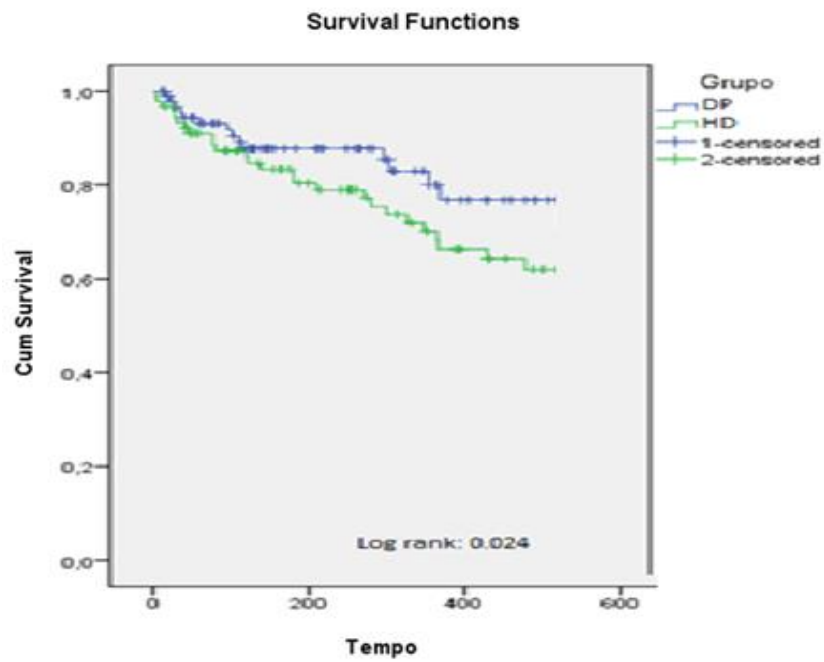 Survival Functions
Grupo
DP
HD
1-censored
2-censored
Cum Survival
1,0
0,8
0,6
0,4
0,2
0,0
Log rank: 0.024
0 200 400 600
Tempo